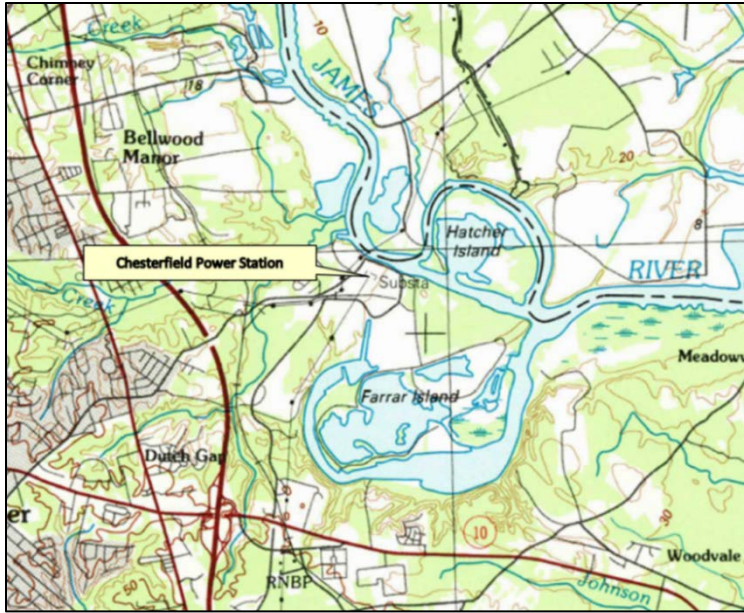 Creek
10
Chimney
Corner
JAMES
18
Bellwood
Manor
20
Hatcher
Island
8
Chesterfield Power Station
RIVER
Substa
Creek
Meadowv
Farrar Island
Dutch Gap
er
10
30
Woodvale
RNBP
50
Johnson